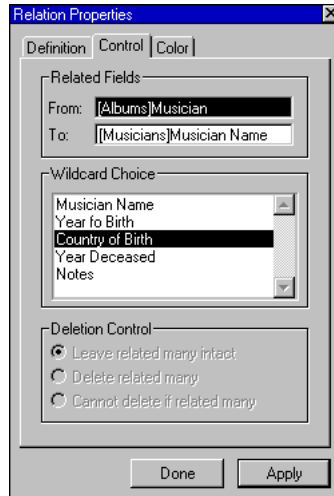 Relation Properties
Definition Control Color
Related Fields
From: [Albums]Musician
To: [Musicians]Musician Name
Wildcard Choice
Musician Name
Year fo Birth
Country of Birth
Year Deceased
Notes
Deletion Control
Leave related many intact
Delete related many
Cannot delete if related many
Done Apply